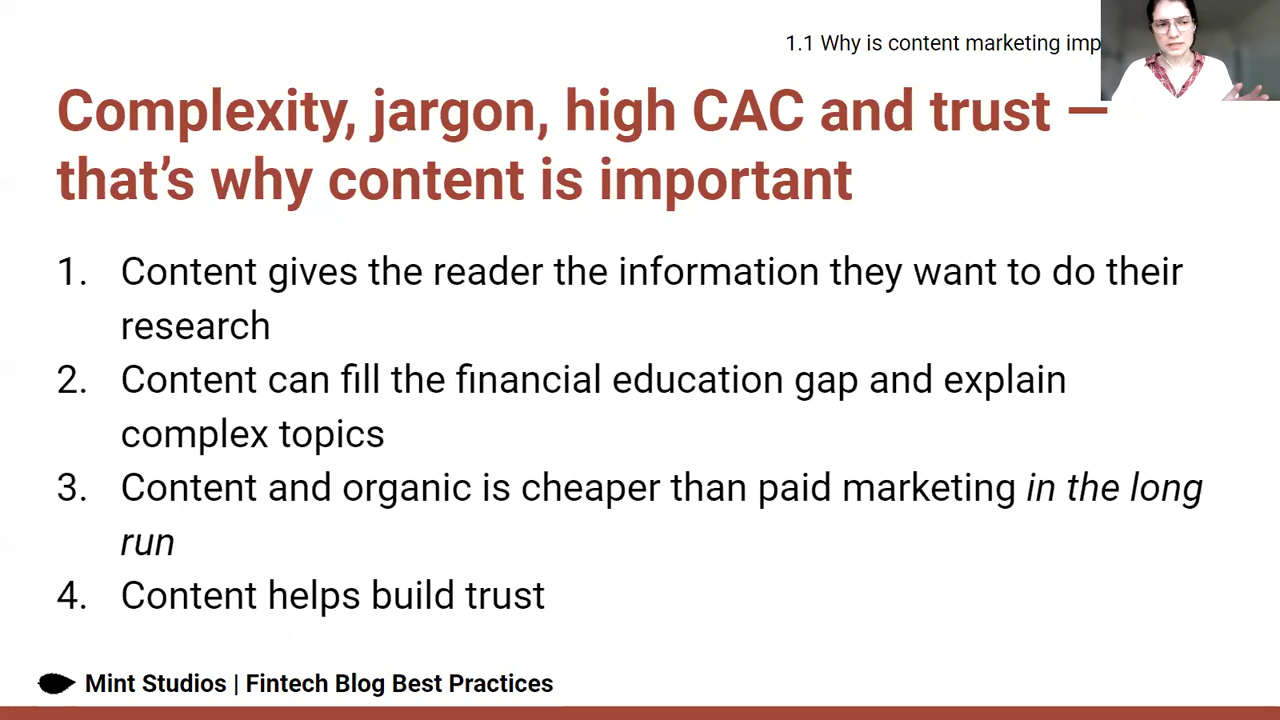 1.1 Why is content marketing imp
Complexity, jargon, high CAC and trust —
that's why content is important
1. Content gives the reader the information they want to do their
research
2. Content can fill the financial education gap and explain
complex topics
3. Content and organic is cheaper than paid marketing in the long
run
4. Content helps build trust
Mint Studios | Fintech Blog Best Practices